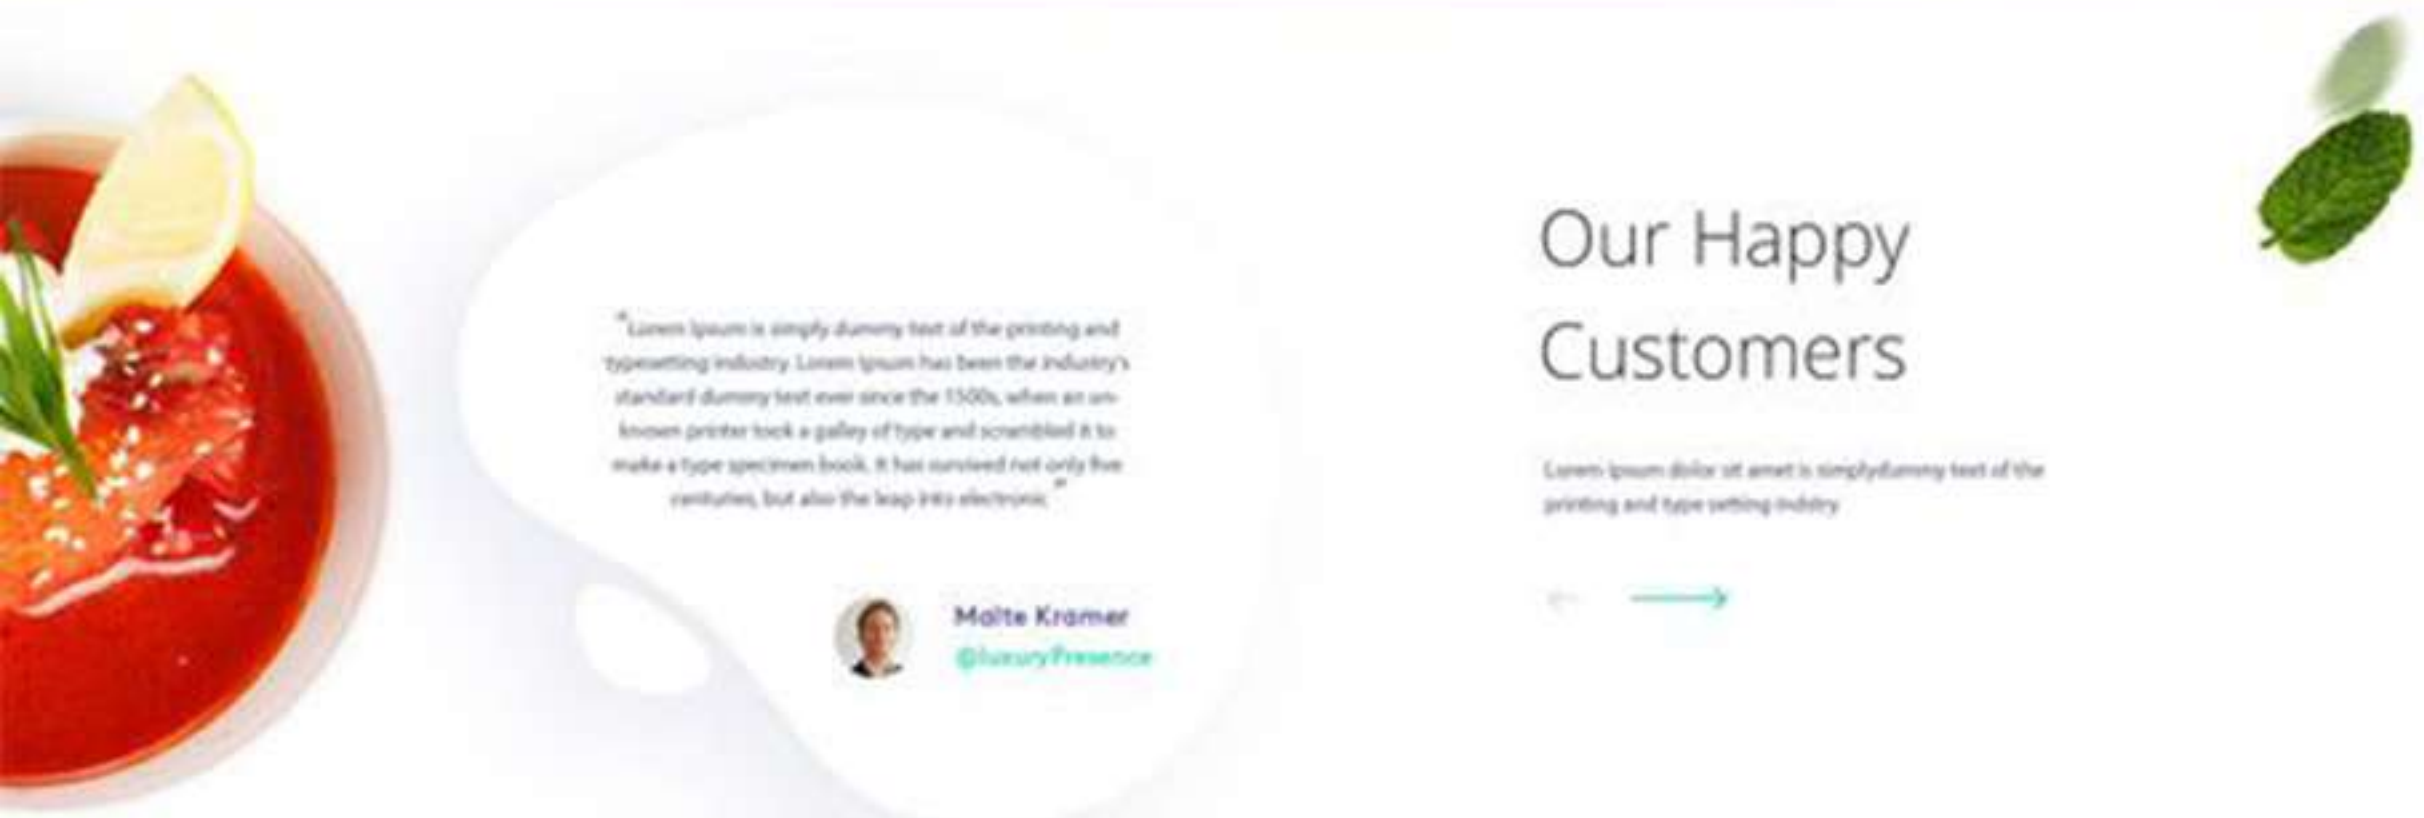 “Lorem Ipsum is simply dummy text of the printing and
typesetting industry. Lorem Ipsum has been the industry's
standard dummy text ever since the 1500s, when an un-
known printer took a galley of type and scrambled it to
make a type specimen book. It has survived not only five
centuries, but also the leap into electronic ”
Malte Kramer
@luxuryPresence
Our Happy
Customers
Lorem Ipsum dolor sit amet is simplydummy text of the
printing and type setting indstry